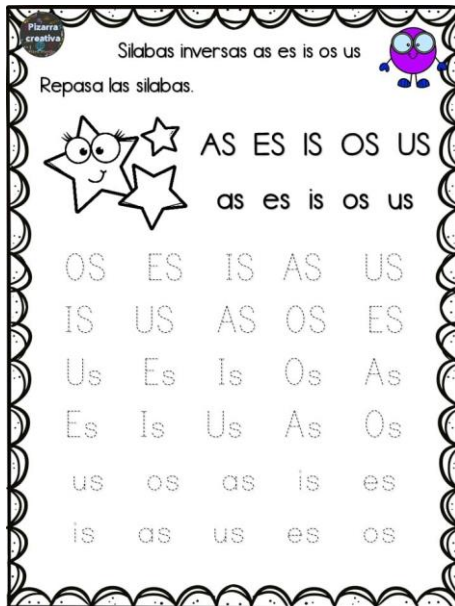 Pizarra
creativa
Silabas inversas as es is os us
Repasa las silabas.
AS ES IS OS US
as es is os us
OS ES IS AS US
IS US AS OS ES
Us Es Is Os As
Es Is Us As Os
us os as is es
is as us es os